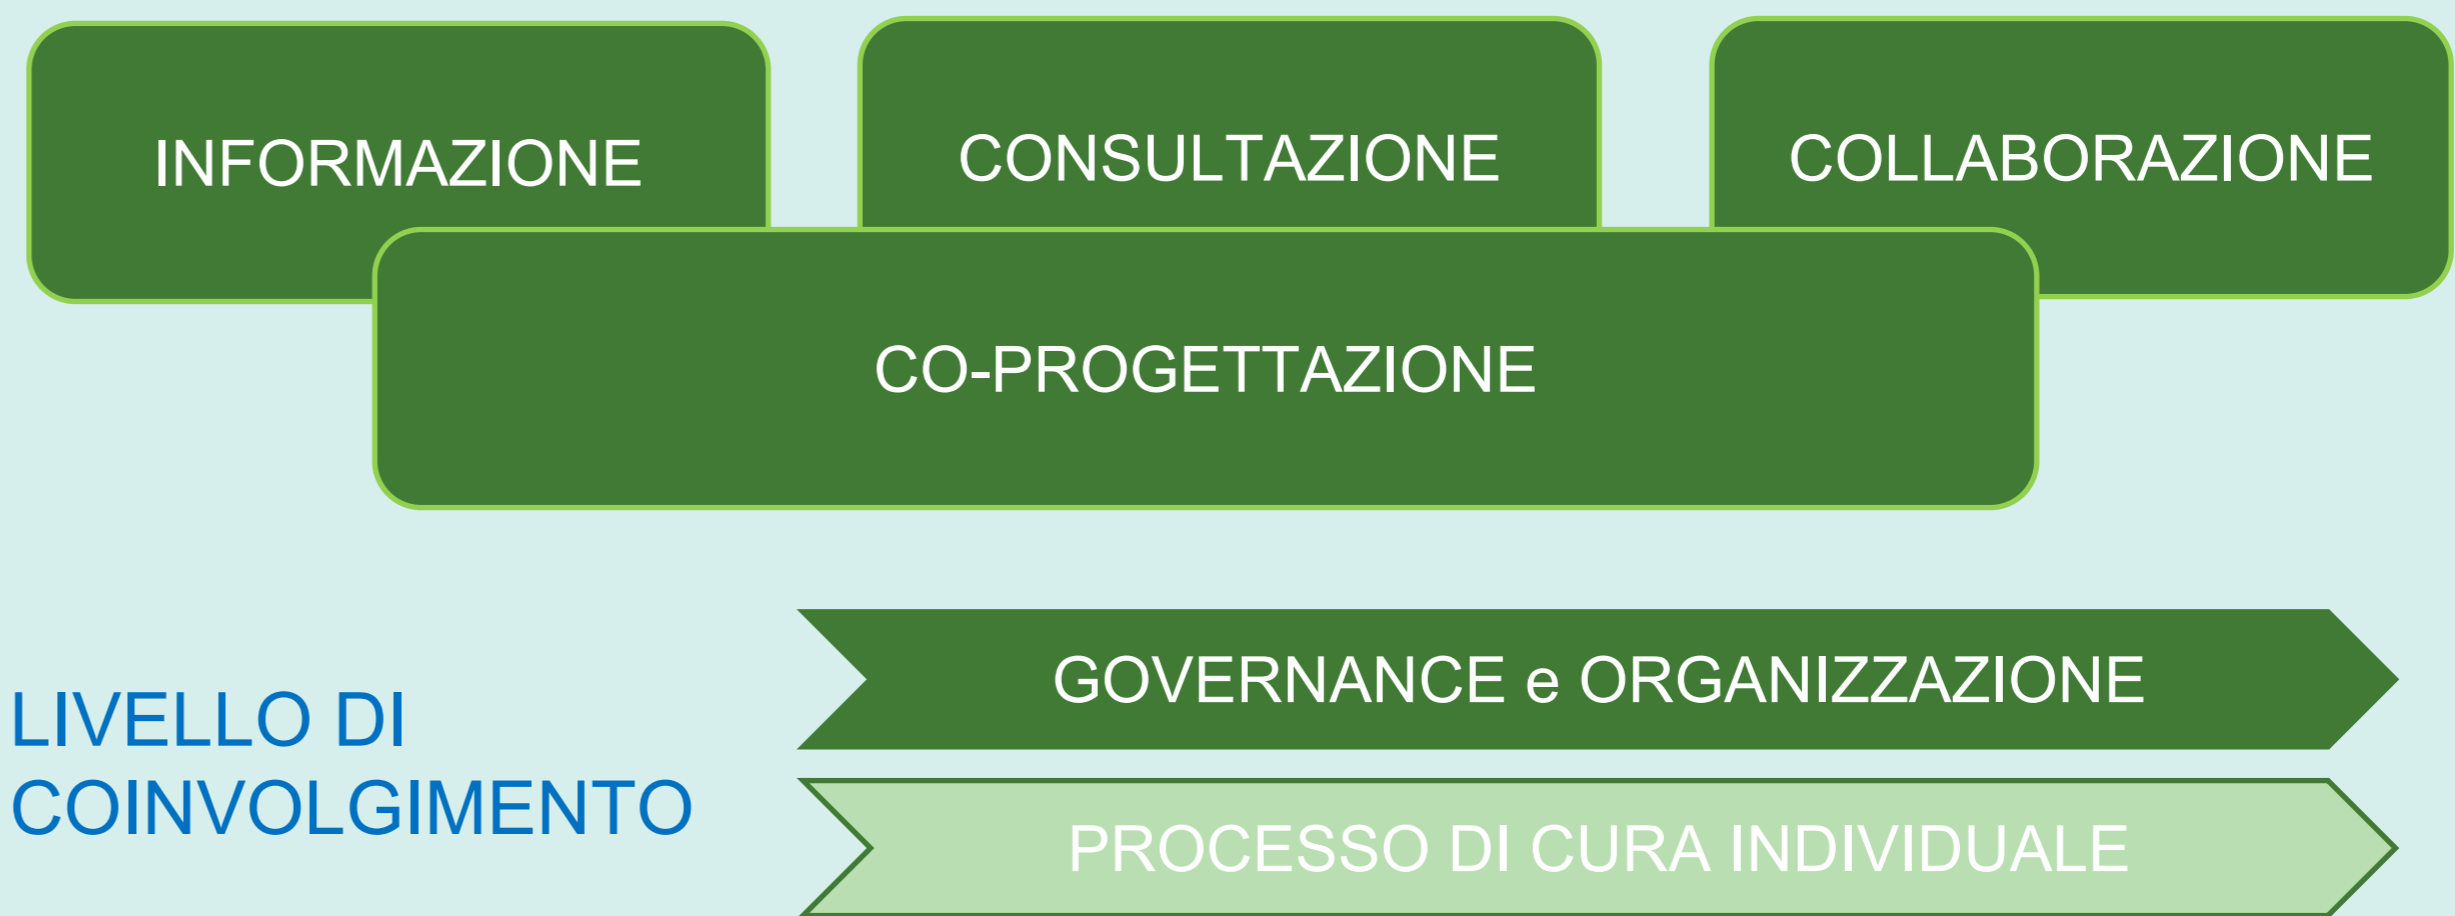 INFORMAZIONE
CONSULTAZIONE
COLLABORAZIONE
CO-PROGETTAZIONE
LIVELLO DI
COINVOLGIMENTO
GOVERNANCE e ORGANIZZAZIONE
PROCESSO DI CURA INDIVIDUALE